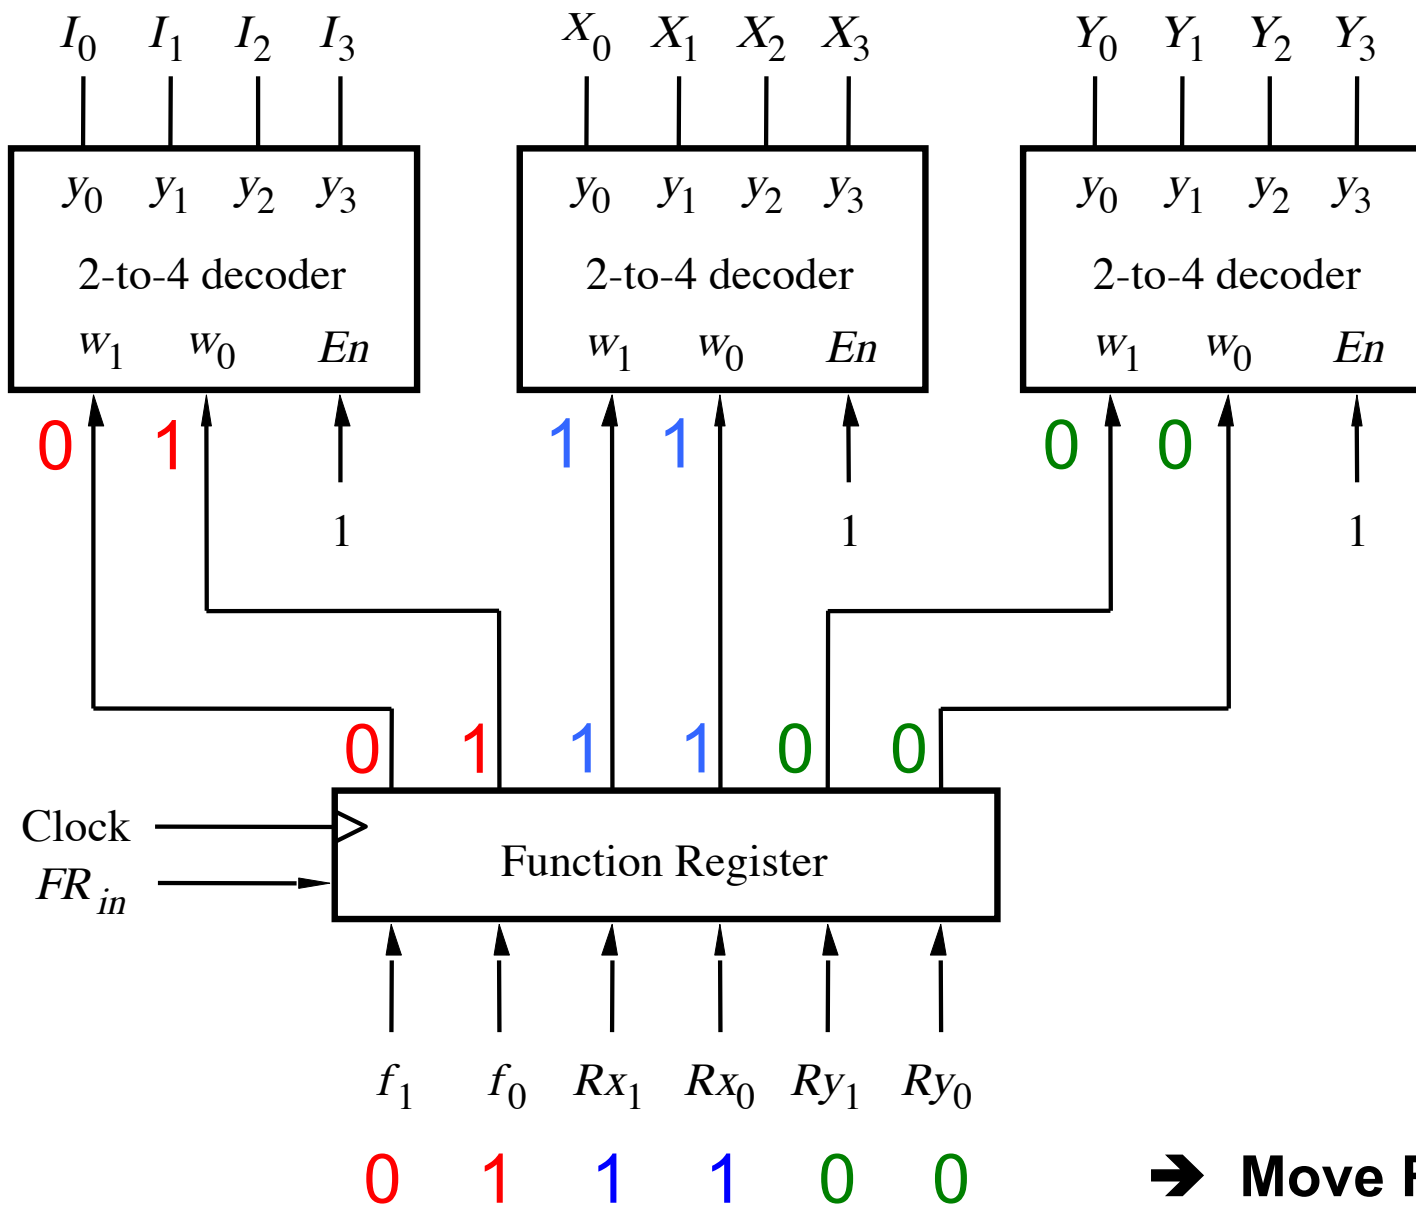 I0 I1 I2 I3 X0 X1 X2 X3 Y0 Y1 Y2 Y3
y0 y1 y2 y3 y0 y1 y2 y3 y0 y1 y2 y3
2-to-4 decoder 2-to-4 decoder 2-to-4 decoder
w1 w0 En w1 w0 En w1 w0 En
0 1 1 1 0 0
1 1 1
0 1 1 1 0 0
Clock
Function Register
FR in
f1 f0 Rx1 Rx0 Ry1 Ry0
0 1 1 1 0 0 ➔ Move